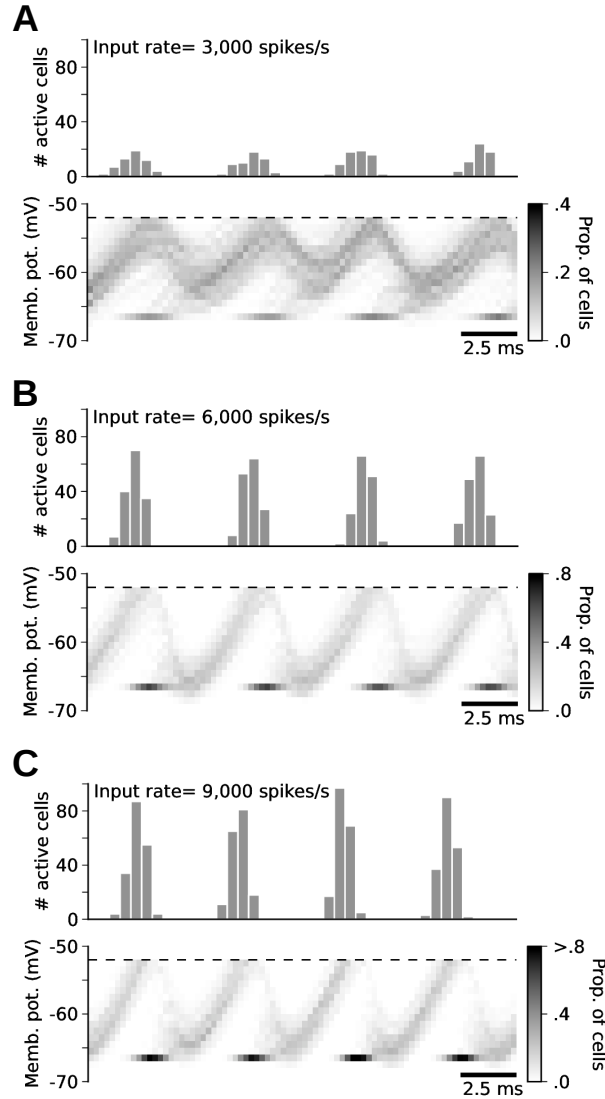 A
Input rate= 3,000 spikes/s
# active cells
80
40
0
Memb. pot. (mV)
-50
-60
-70
.4
.2
.0
Prop. of cells
2.5 ms
B
Input rate= 6,000 spikes/s
# active cells
80
40
0
Memb. pot. (mV)
-50
-60
-70
.8
.4
.0
Prop. of cells
2.5 ms
C
Input rate= 9,000 spikes/s
# active cells
80
40
0
Memb. pot. (mV)
-50
-60
-70
>.8
.4
.0
Prop. of cells
2.5 ms